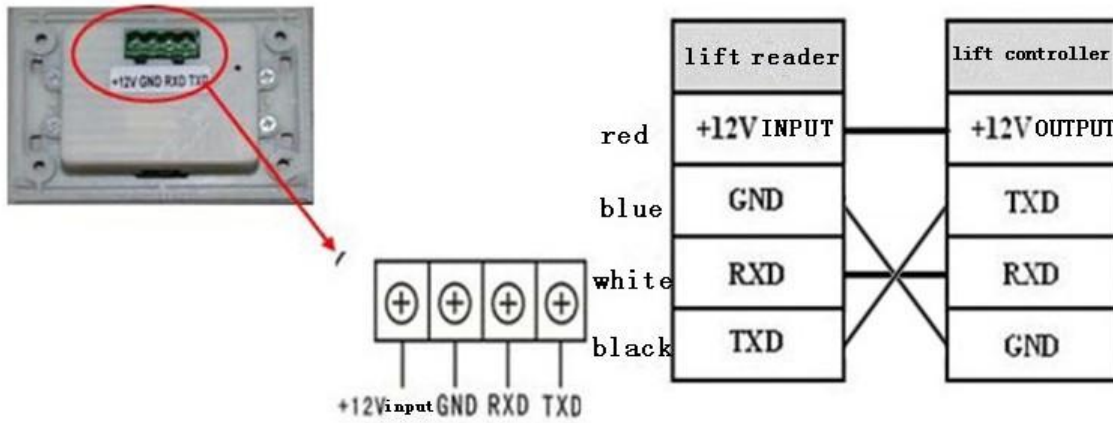 +12V GND RXD TXD
+12Vinput GND RXD TXD
lift reader
lift controller
red
+12V INPUT
+12V OUTPUT
blue
GND
TXD
white
RXD
RXD
black
TXD
GND